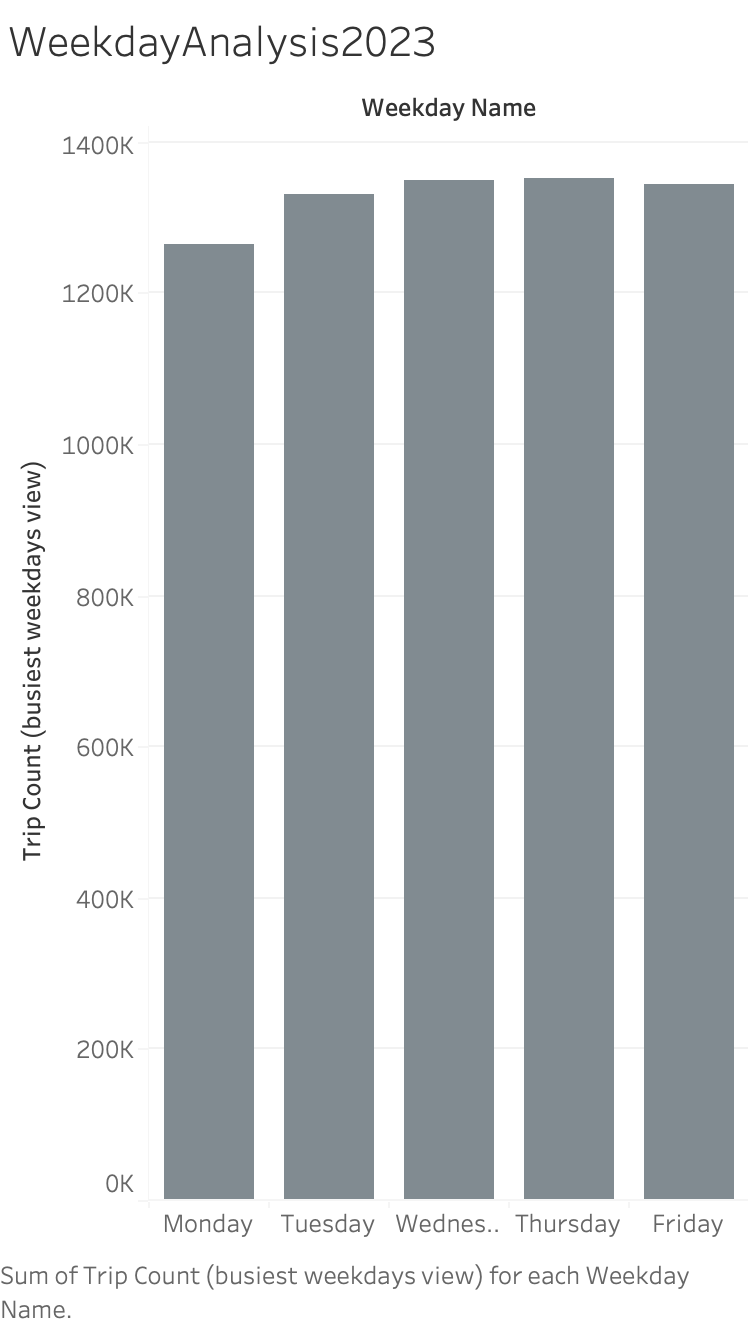 WeekdayAnalysis2023
Weekday Name
Trip Count (busiest weekdays view)
1400K
1200K
1000K
800K
600K
400K
200K
0K
Monday Tuesday Wednes.. Thursday Friday
Sum of Trip Count (busiest weekdays view) for each Weekday
Name.